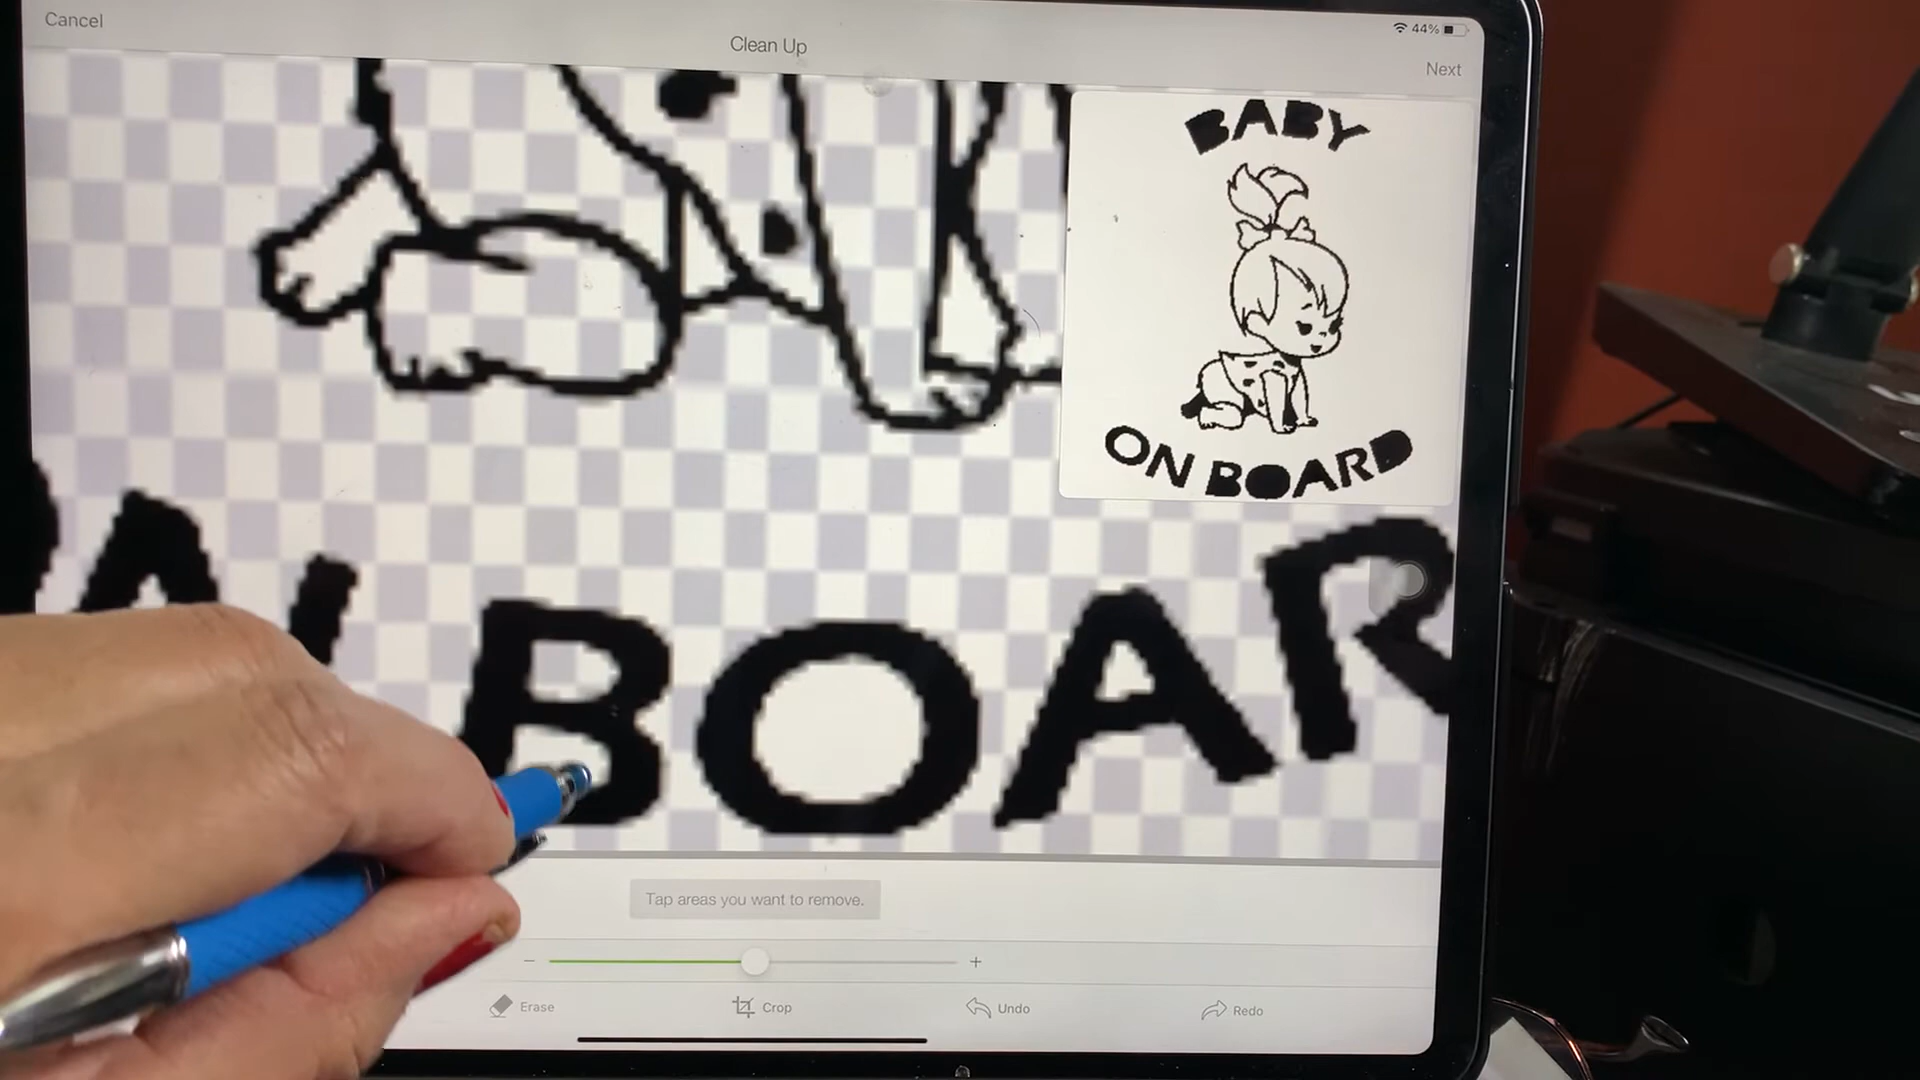 Cancel
44%
Clean Up
Next
BABY
ON BOARD
N BOAR
Tap areas you want to remove.
− +
Erase
Crop
Undo
Redo